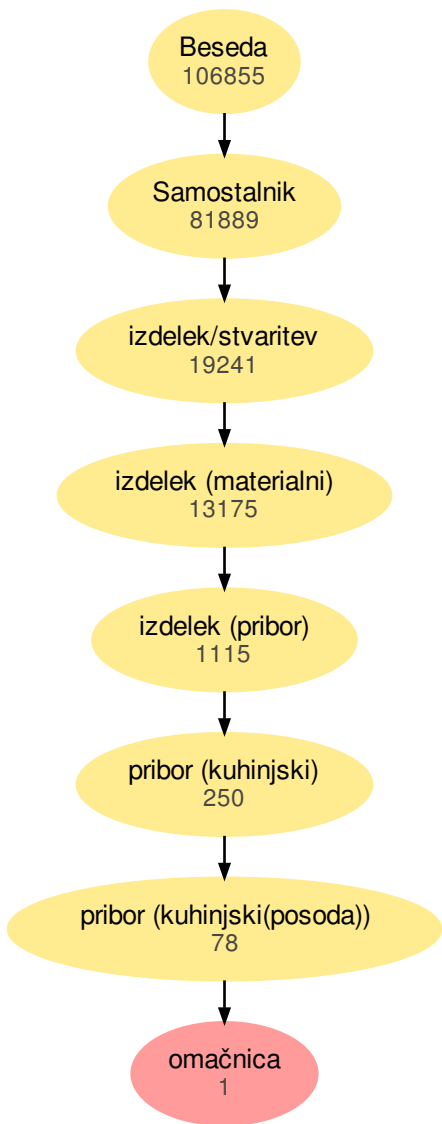 Beseda
106855
Samostalnik
81889
izdelek/stvaritev
19241
izdelek (materialni)
13175
izdelek (pribor)
1115
pribor (kuhinjski)
250
pribor (kuhinjski(posoda))
78
omačnica
1